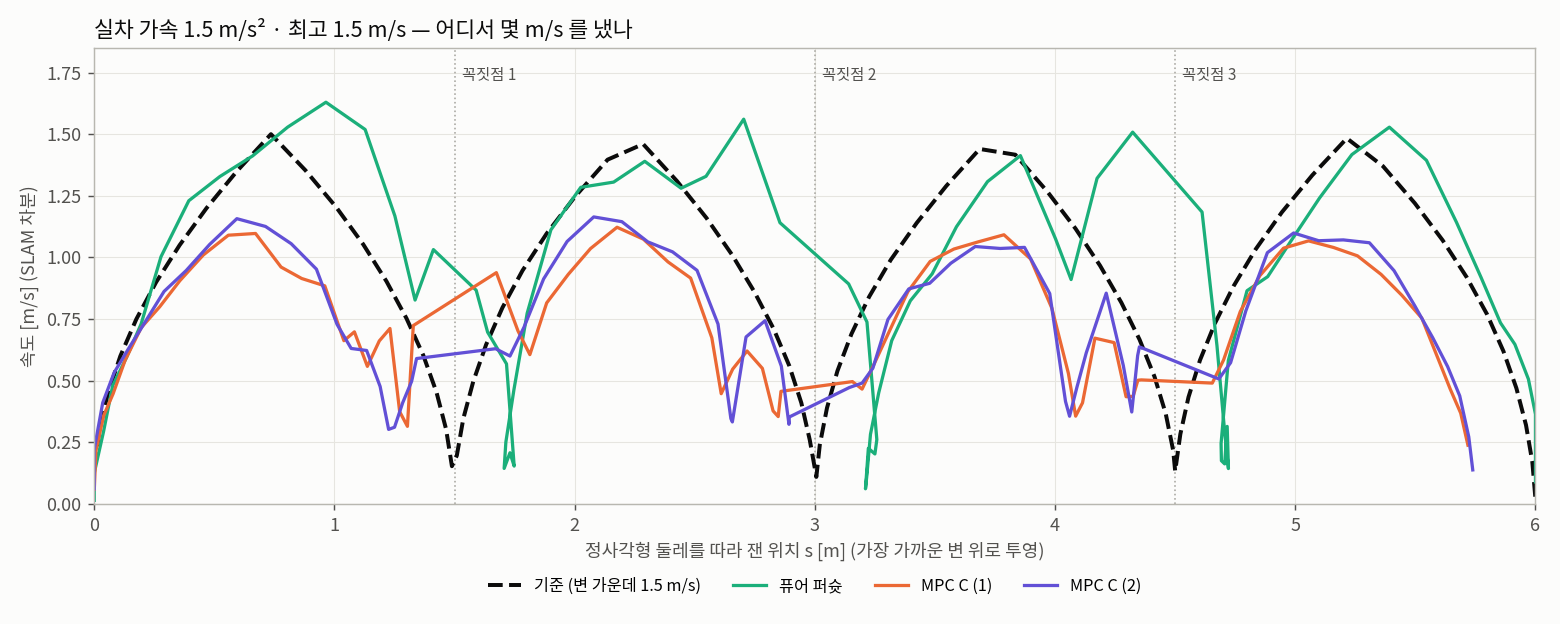 실차 가속 1.5 m/s² · 최고 1.5 m/s — 어디서 몇 m/s 를 냈나
꼭짓점 1
꼭짓점 2
꼭짓점 3
속도 [m/s] (SLAM 차분)
1.75
1.50
1.25
1.00
0.75
0.50
0.25
0.00
0 1 2 3 4 5 6
정사각형 둘레를 따라 잰 위치 s [m] (가장 가까운 변 위로 투영)
기준 (변 가운데 1.5 m/s) 퓨어 퍼슛 MPC C (1) MPC C (2)